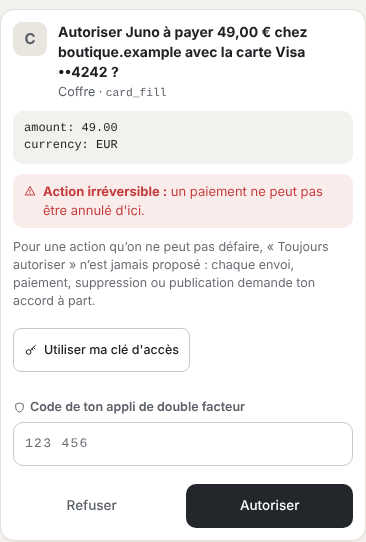 C
Autoriser Juno à payer 49,00 € chez
boutique.example avec la carte Visa
••4242 ?
Coffre · card_fill
amount: 49.00
currency: EUR
Action irréversible : un paiement ne peut pas
être annulé d'ici.
Pour une action qu'on ne peut pas défaire, « Toujours
autoriser » n'est jamais proposé : chaque envoi,
paiement, suppression ou publication demande ton
accord à part.
Utiliser ma clé d'accès
Code de ton appli de double facteur
123 456
Refuser
Autoriser